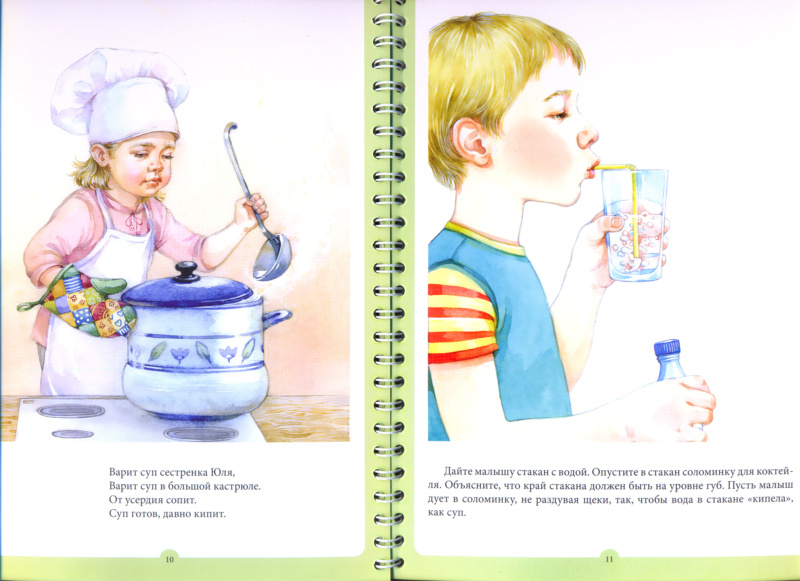 Варит суп сестренка Юля,
Варит суп в большой кастрюле.
От усердия сопит.
Суп готов, давно кипит.
10
Дайте малышу стакан с водой. Опустите в стакан соломинку для коктей-
ля. Объясните, что край стакана должен быть на уровне губ. Пусть малыш
дует в соломинку, не раздувая щеки, так, чтобы вода в стакане «кипела»,
как суп.
11